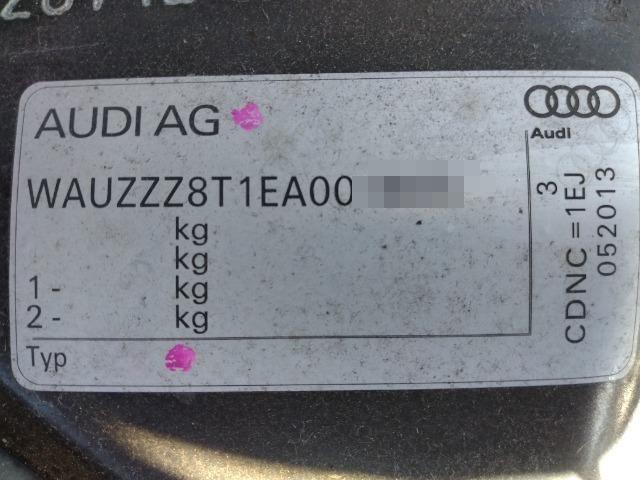 AUDI AG
Audi
WAUZZZ8T1EA00
kg
kg
1 - kg
2 - kg
Typ
3
CDNC = 1EJ
052013